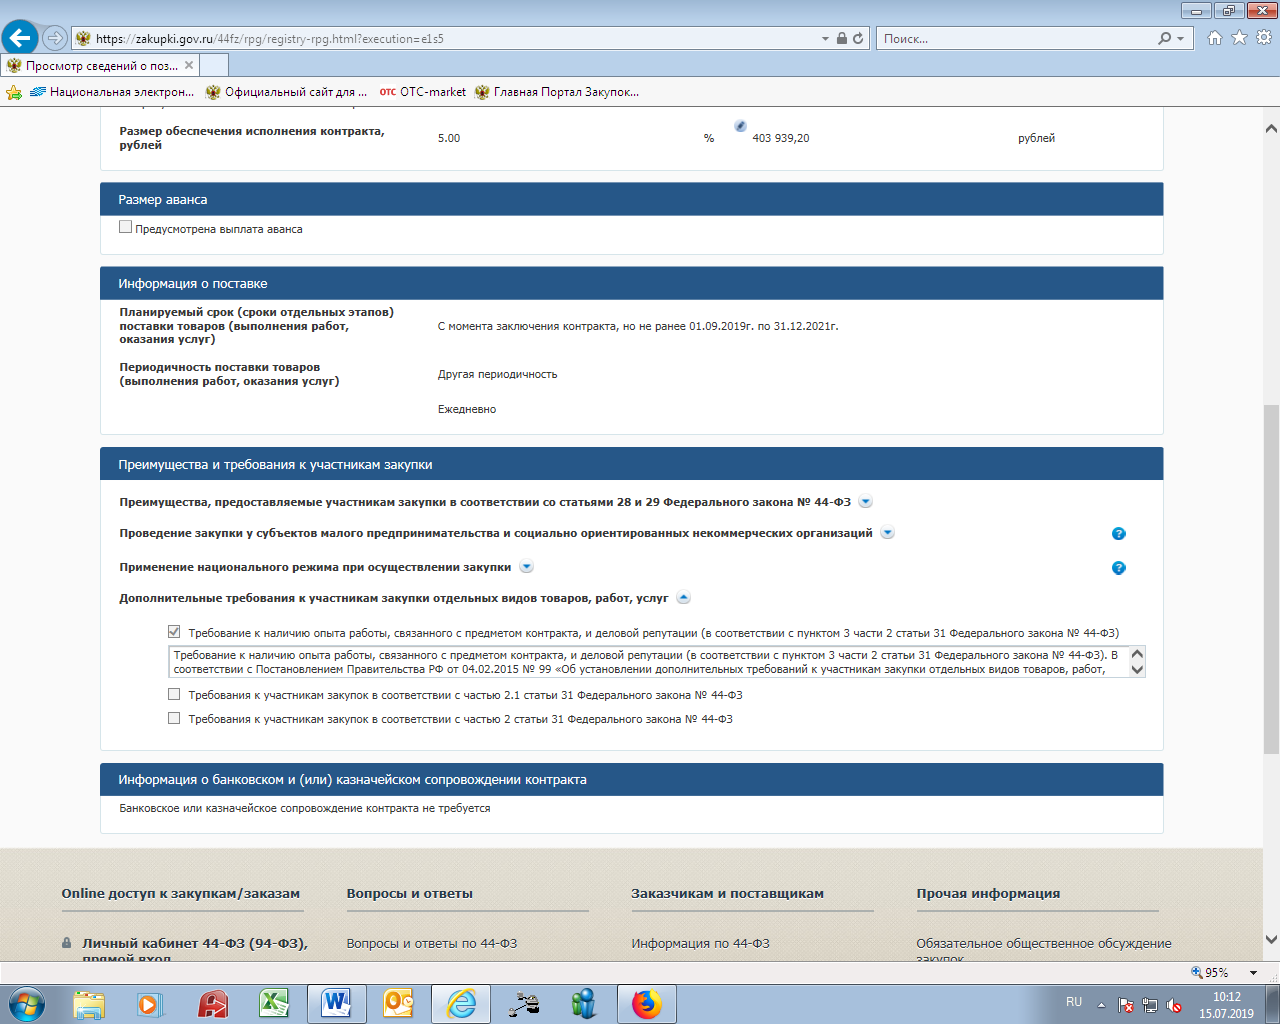 https://zakupki.gov.ru/44fz/rpg/registry-rpg.html?execution=e1s5
Поиск...
Просмотр сведений о поз...
Национальная электрон...
Официальный сайт для ...
отс OTC-market
Главная Портал Закупок...
Размер обеспечения исполнения контракта, рублей
5.00 % 403 939,20 рублей
Размер аванса
Предусмотрена выплата аванса
Информация о поставке
Планируемый срок (сроки отдельных этапов)
поставки товаров (выполнения работ,
оказания услуг)
С момента заключения контракта, но не ранее 01.09.2019г. по 31.12.2021г.
Периодичность поставки товаров
(выполнения работ, оказания услуг)
Другая периодичность
Ежедневно
Преимущества и требования к участникам закупки
Преимущества, предоставляемые участникам закупки в соответствии со статьями 28 и 29 Федерального закона № 44-ФЗ
Проведение закупки у субъектов малого предпринимательства и социально ориентированных некоммерческих организаций
Применение национального режима при осуществлении закупки
Дополнительные требования к участникам закупки отдельных видов товаров, работ, услуг
Требование к наличию опыта работы, связанного с предметом контракта, и деловой репутации (в соответствии с пунктом 3 части 2 статьи 31 Федерального закона № 44-ФЗ)
Требование к наличию опыта работы, связанного с предметом контракта, и деловой репутации (в соответствии с пунктом 3 части 2 статьи 31 Федерального закона № 44-ФЗ). В
соответствии с Постановлением Правительства РФ от 04.02.2015 № 99 «Об установлении дополнительных требований к участникам закупки отдельных видов товаров, работ,
Требования к участникам закупок в соответствии с частью 2.1 статьи 31 Федерального закона № 44-ФЗ
Требования к участникам закупок в соответствии с частью 2 статьи 31 Федерального закона № 44-ФЗ
Информация о банковском и (или) казначейском сопровождении контракта
Банковское или казначейское сопровождение контракта не требуется
Online доступ к закупкам/заказам
Вопросы и ответы
Заказчикам и поставщикам
Прочая информация
Личный кабинет 44-ФЗ (94-ФЗ),
прямой вход
Вопросы и ответы по 44-ФЗ
Информация по 44-ФЗ
Обязательное общественное обсуждение
закупок
95%
RU
10:12
15.07.2019